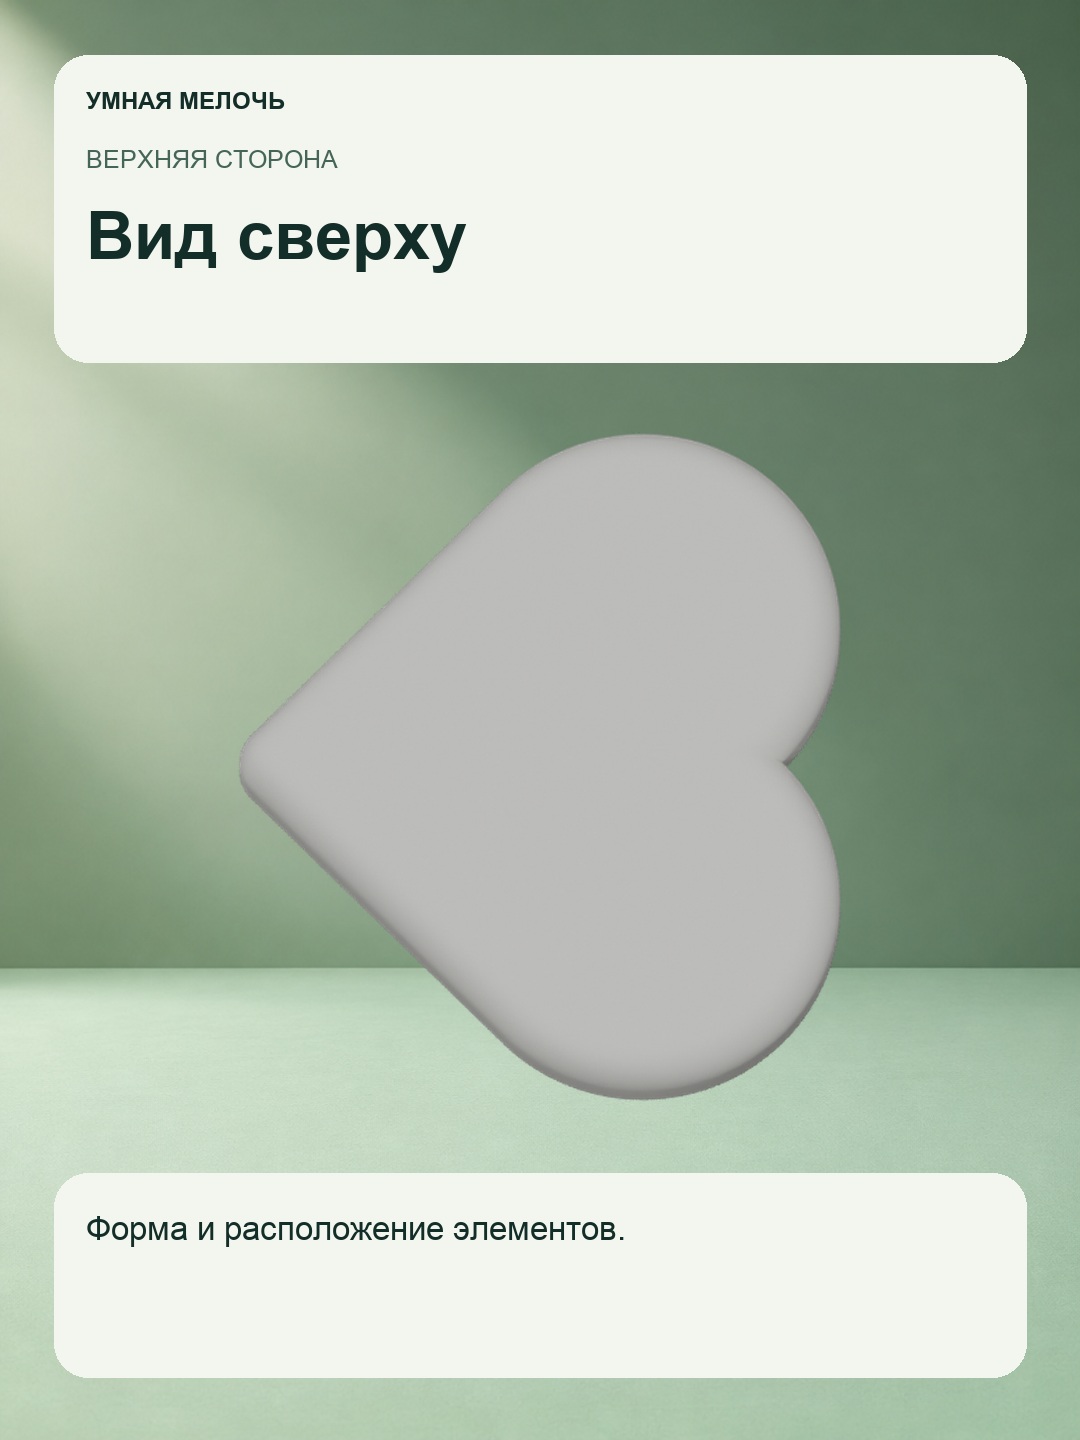 УМНАЯ МЕЛОЧЬ
ВЕРХНЯЯ СТОРОНА
Вид сверху
Форма и расположение элементов.